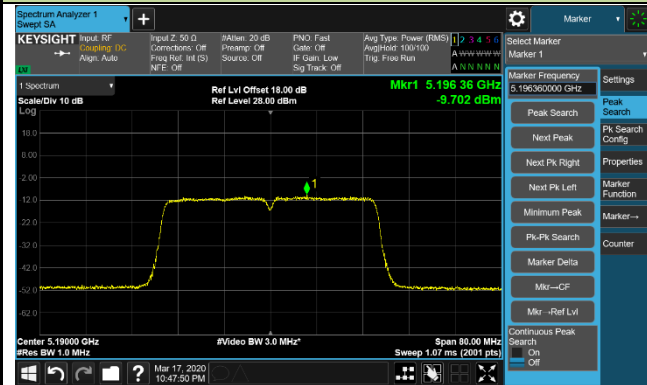 Spectrum Analyzer 1
Swept SA
Marker
KEYSIGHT
Input: RF
Coupling: DC
Align: Auto
Input Z: 50 Ω
Corrections: Off
Freq Ref: Int (S)
NFE: Off
#Atten: 20 dB
Preamp: Off
Source: Off
PNO: Fast
Gate: Off
IF Gain: Low
Sig Track: Off
Avg Type: Power (RMS)
Avg|Hold: 100/100
Trig: Free Run
1 2 3 4 5 6
A W W W W W
A N N N N N
Select Marker
Marker 1
1 Spectrum
Scale/Div 10 dB
Log
Ref Lvl Offset 18.00 dB
Ref Level 28.00 dBm
Mkr1 5.196 36 GHz
-9.702 dBm
18.0
8.00
-2.00
-12.0
-22.0
-32.0
-42.0
-52.0
-62.0
1
Center 5.19000 GHz
#Res BW 1.0 MHz
#Video BW 3.0 MHz*
Span 80.00 MHz
Sweep 1.07 ms (2001 pts)
Marker Frequency
5.196360000 GHz
Peak Search
Next Peak
Next Pk Right
Next Pk Left
Minimum Peak
Pk-Pk Search
Marker Delta
Mkr→CF
Mkr→Ref Lvl
Continuous Peak
Search
On
Off
Settings
Peak
Search
Pk Search
Config
Properties
Marker
Function
Marker→
Counter
?
Mar 17, 2020
10:47:50 PM